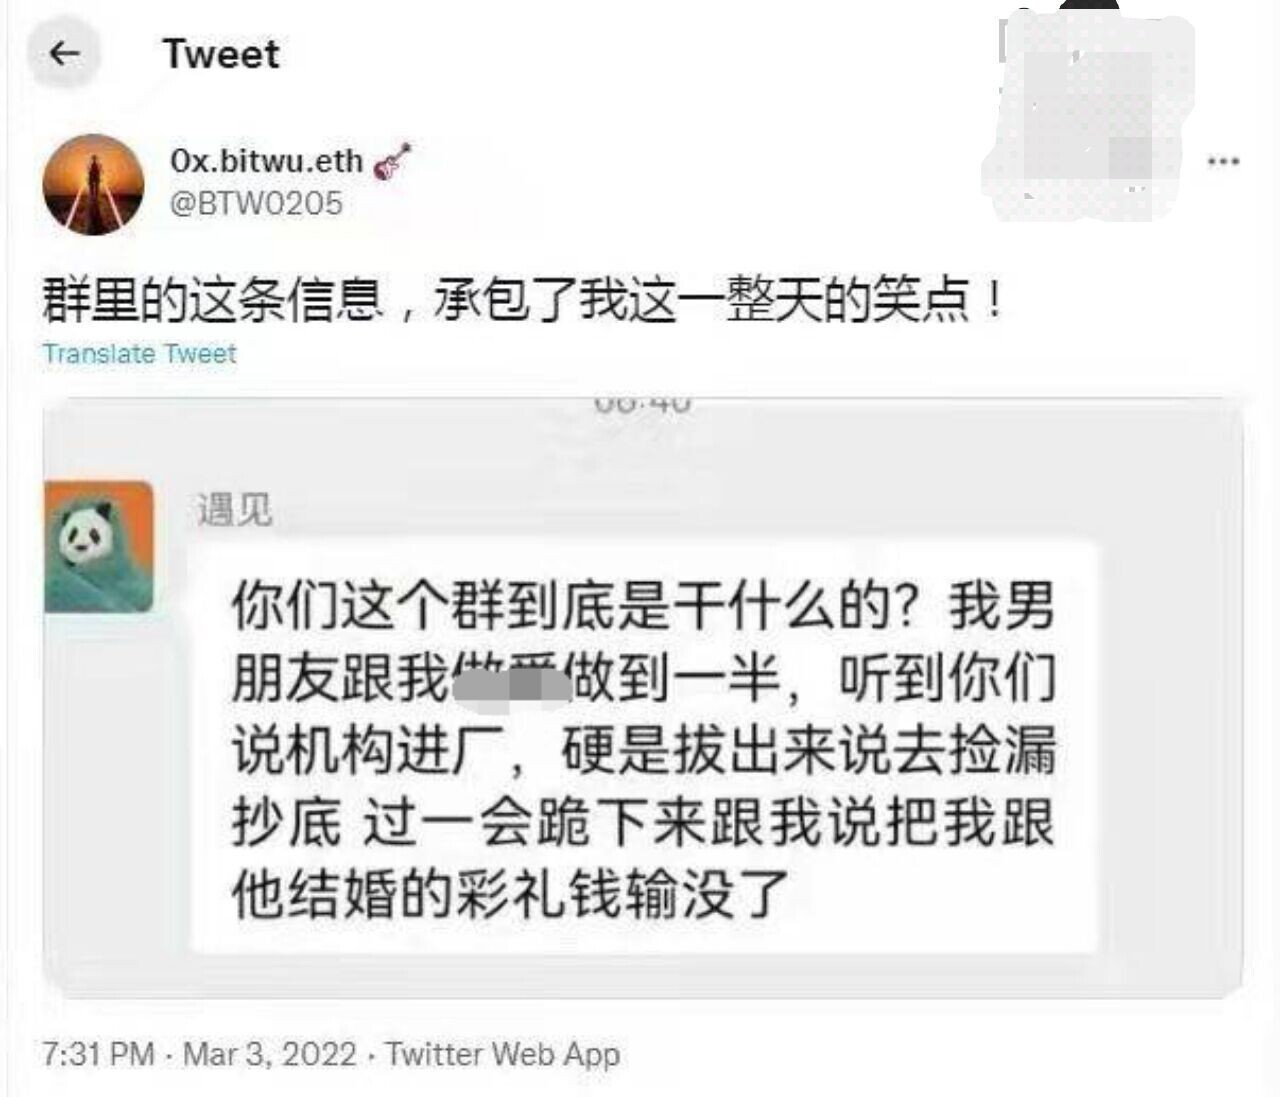 Tweet
0x.bitwu.eth
@BTW0205
群里的这条信息，承包了我这一整天的笑点！
Translate Tweet
遇见
你们这个群到底是干什么的？我男
朋友跟我做到一半，听到你们
说机构进厂，硬是拔出来说去捡漏
抄底 过一会跪下来跟我说把我跟
他结婚的彩礼钱输没了
7:31 PM · Mar 3, 2022 · Twitter Web App